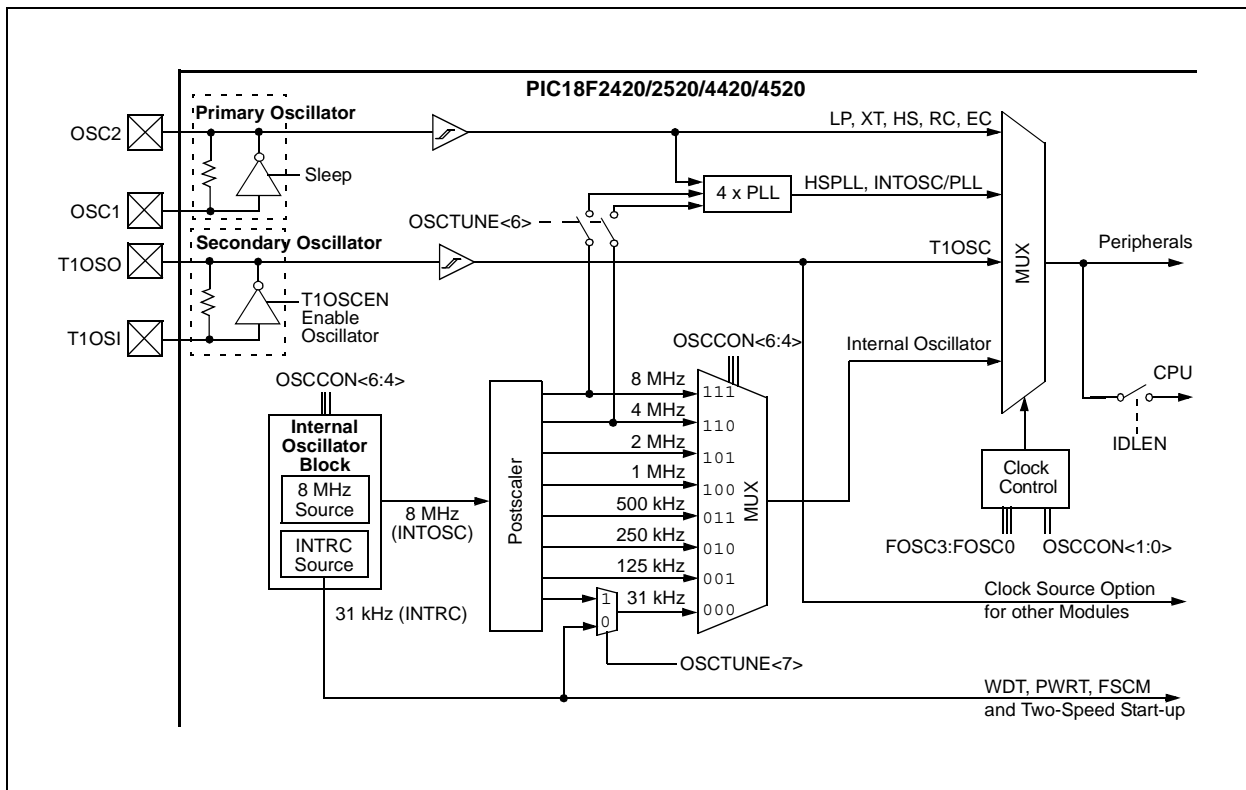 PIC18F2420/2520/4420/4520
Primary Oscillator
LP, XT, HS, RC, EC
OSC2
Sleep
OSC1
4 x PLL
HSPLL, INTOSC/PLL
OSCTUNE<6>
Secondary Oscillator
T1OSO
T1OSC
Peripherals
MUX
T1OSCEN
Enable
Oscillator
T1OSI
OSCCON<6:4>
Internal Oscillator
OSCCON<6:4>
CPU
IDLEN
Internal
Oscillator
Block
8 MHz
Source
INTRC
Source
8 MHz
(INTOSC)
31 kHz (INTRC)
Postscaler
8 MHz
111
4 MHz
110
2 MHz
101
1 MHz
100
500 kHz
011
250 kHz
010
125 kHz
001
1
0
31 kHz
000
MUX
OSCTUNE<7>
Clock
Control
FOSC3:FOSC0
OSCCON<1:0>
Clock Source Option
for other Modules
WDT, PWRT, FSCM
and Two-Speed Start-up